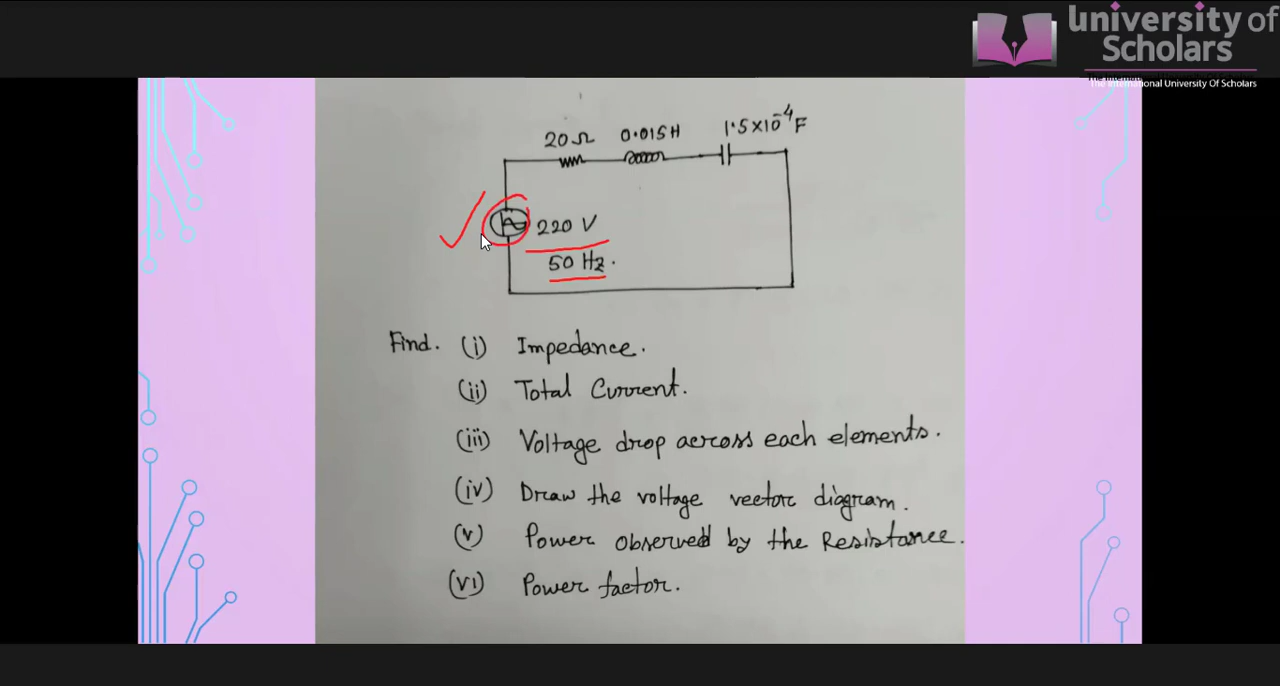 University of
Scholars
The International University Of Scholars
20Ω 0.015H 1.5×10⁻⁴F
220 V
50 Hz.
Find. (i) Impedance.
(ii) Total Current.
(iii) Voltage drop across each elements.
(iv) Draw the voltage vector diagram.
(v) Power observed by the Resistance.
(vi) Power factor.